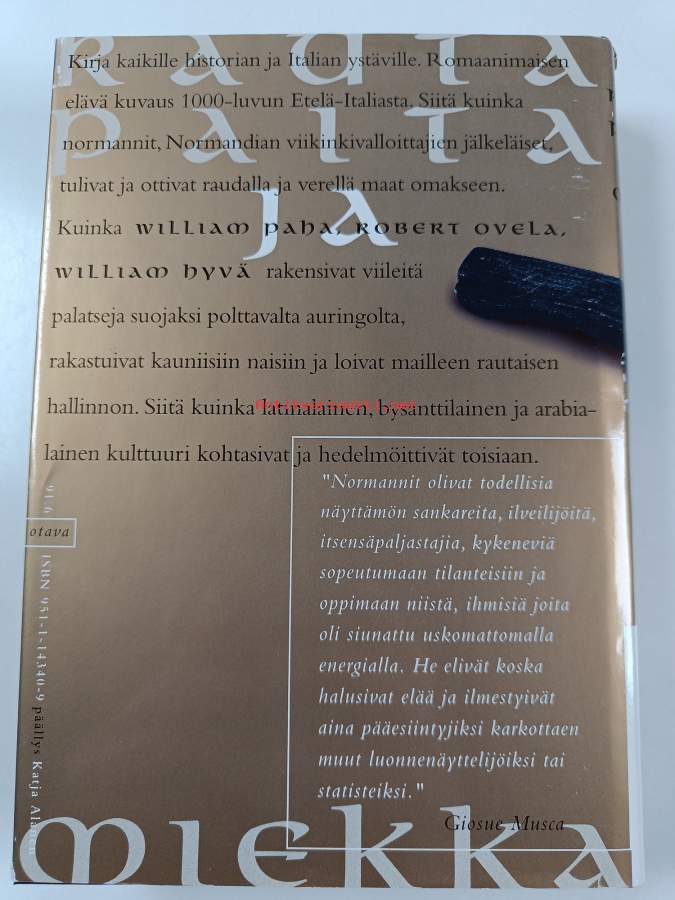 RAUTA
Kirja kaikille historian ja Italian ystäville. Romaanimaisen
elävä kuvaus 1000-luvun Etelä-Italiasta. Siitä kuinka
PAITA
normannit, Normandian viikinkivalloittajien jälkeläiset,
tulivat ja ottivat raudalla ja verellä maat omakseen.
JA
Kuinka WILLIAM PAHA, ROBERT OVELA,
WILLIAM HYVÄ rakensivat viileitä
palatseja suojaksi polttavalta auringolta,
rakastuivat kauniisiin naisiin ja loivat mailleen rautaisen
hallinnon. Siitä kuinka latinalainen, bysanttilainen ja arabia-
lainen kulttuuri kohtasivat ja hedelmöittivät toisiaan.
"Normannit olivat todellisia
näyttämön sankareita, ilveilijöitä,
itsensäpaljastajia, kykeneviä
sopeutumaan tilanteisiin ja
oppimaan niistä, ihmisiä joita
oli siunattu uskomattomalla
energialla. He elivät koska
halusivat elää ja ilmestyivät
aina pääesiintyjiksi karkottaen
muut luonnenäyttelijöiksi tai
statisteiksi."
Giosue Musca
MIEKKA
91.6
otava
ISBN 951-1-14340-9 päällys Katja Alanen